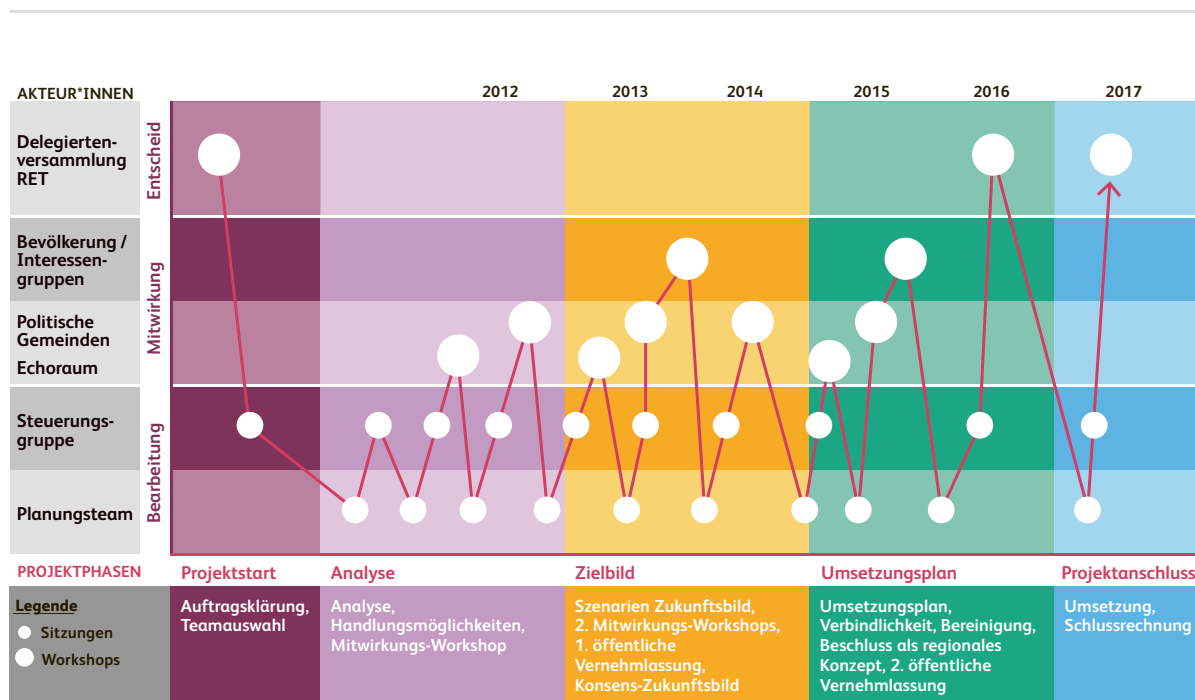 AKTEUR*INNEN
2012
2013
2014
2015
2016
2017
Delegierten-
versammlung
RET
Entscheid
Bevölkerung /
Interessen-
gruppen
Mitwirkung
Politische
Gemeinden
Echoraum
Steuerungs-
gruppe
Bearbeitung
Planungsteam
PROJEKTPHASEN
Projektstart
Analyse
Zielbild
Umsetzungsplan
Projektanschluss
Legende
Sitzungen
Workshops
Auftragsklärung,
Teamauswahl
Analyse,
Handlungsmöglichkeiten,
Mitwirkungs-Workshop
Szenarien Zukunftsbild,
2. Mitwirkungs-Workshops,
1. öffentliche
Vernehmlassung,
Konsens-Zukunftsbild
Umsetzungsplan,
Verbindlichkeit, Bereinigung,
Beschluss als regionales
Konzept, 2. öffentliche
Vernehmlassung
Umsetzung,
Schlussrechnung